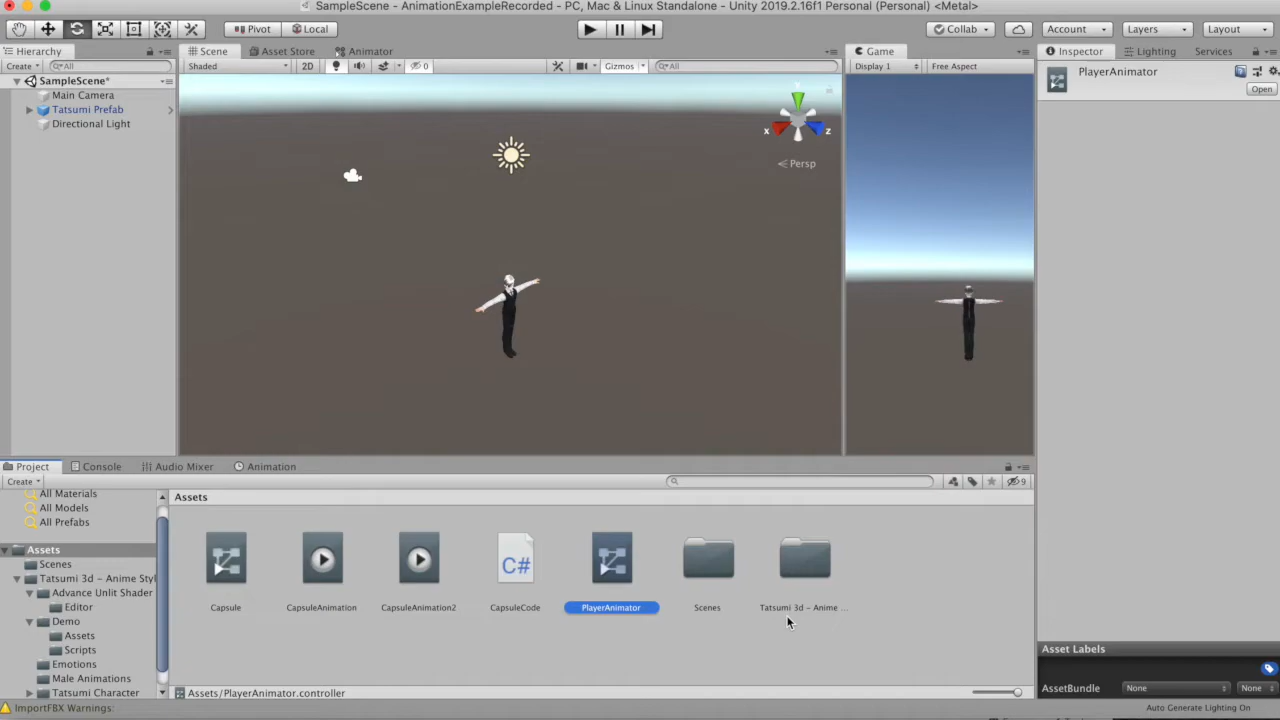 SampleScene - AnimationExampleRecorded - PC, Mac & Linux Standalone - Unity 2019.2.16f1 Personal (Personal) <Metal>
Pivot Local Collab Account Layers Layout
Hierarchy Scene Asset Store Animator Game Inspector Lighting Services
Create All Shaded 2D 0 Gizmos All Display 1 Free Aspect PlayerAnimator
SampleScene* Open
Main Camera
Tatsumi Prefab
Directional Light
x z
Persp
Project Console Audio Mixer Animation
Create 9
All Materials Assets
All Models
All Prefabs
Assets
Scenes C#
Tatsumi 3d - Anime Styl
Advance Unlit Shader
Editor Capsule CapsuleAnimation CapsuleAnimation2 CapsuleCode PlayerAnimator Scenes Tatsumi 3d - Anime ...
Demo
Assets
Scripts Asset Labels
Emotions
Male Animations
Tatsumi Character Assets/PlayerAnimator.controller AssetBundle None None
ImportFBX Warnings: Auto Generate Lighting On